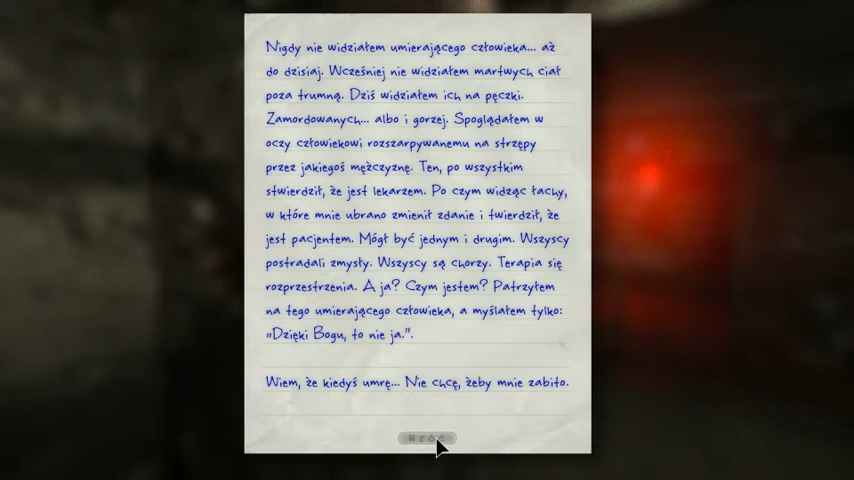 Nigdy nie widziałem umierającego człowieka... aż
do dzisiaj. Wcześniej nie widziałem martwych ciał
poza trumną. Dziś widziałem ich na pęczki.
Zamordowanych... albo i gorzej. Spoglądałem w
oczy człowiekowi rozszarpywanemu na strzępy
przez jakiegoś mężczyznę. Ten, po wszystkim
stwierdził, że jest lekarzem. Po czym widząc łachy,
w które mnie ubrano zmienił zdanie i twierdził, że
jest pacjentem. Mógł być jednym i drugim. Wszyscy
postradali zmysły. Wszyscy są chorzy. Terapia się
rozprzestrzenia. A ja? Czym jestem? Patrzyłem
na tego umierającego człowieka, a myślałem tylko:
„Dzięki Bogu, to nie ja.”.
Wiem, że kiedyś umrę... Nie chcę, żeby mnie zabito.
Wróć